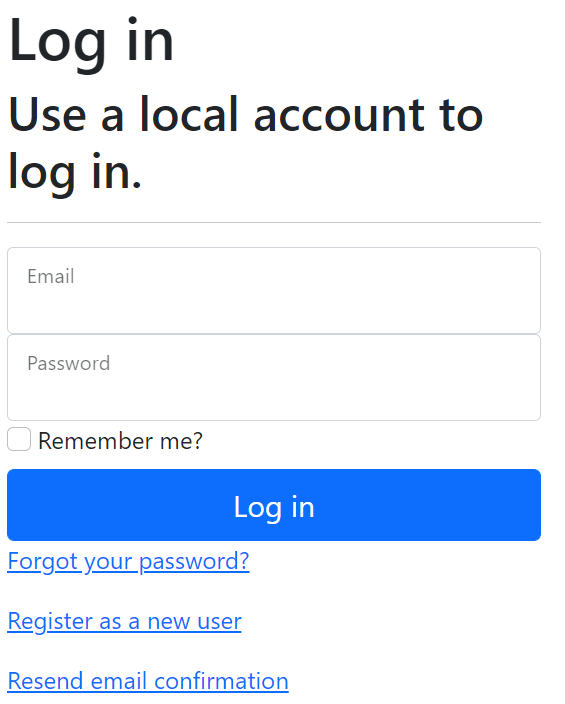 Log in
Use a local account to
log in.
Email
Password
Remember me?
Log in
Forgot your password?
Register as a new user
Resend email confirmation